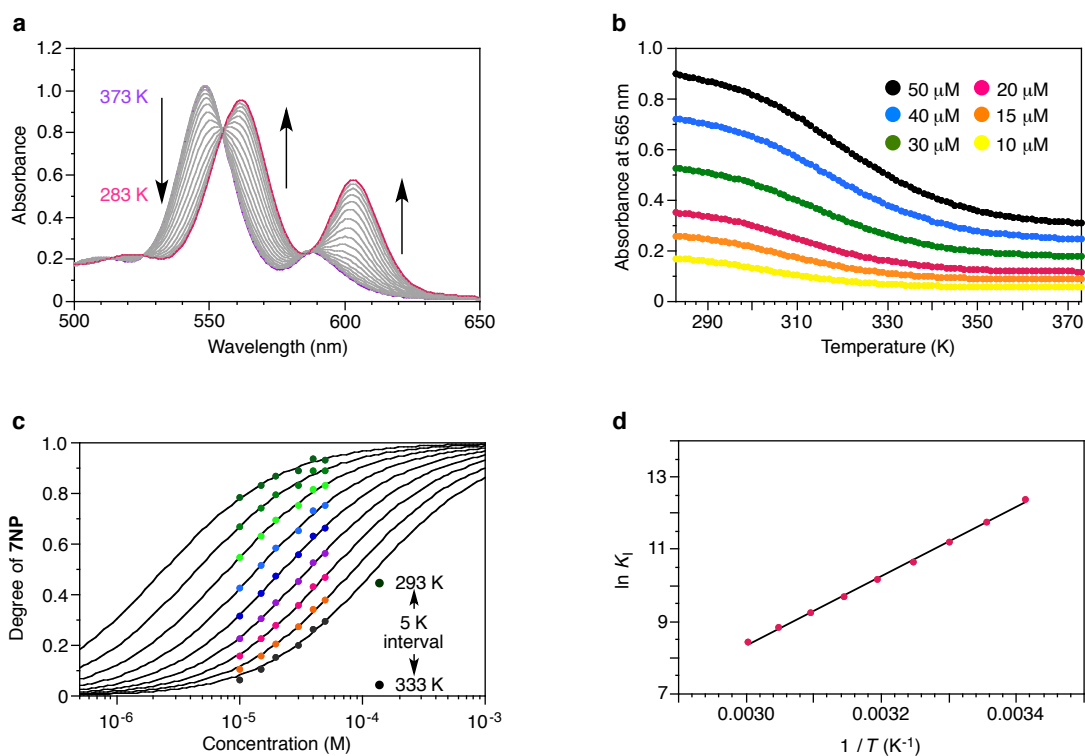 a
1.2
1.0
0.8
0.6
0.4
0.2
0
Absorbance
373 K
283 K
500
550
600
650
Wavelength (nm)
b
1.0
0.8
0.6
0.4
0.2
0
Absorbance at 565 nm
50 µM
20 µM
40 µM
15 µM
30 µM
10 µM
290
310
330
350
370
Temperature (K)
c
1.0
0.8
0.6
0.4
0.2
0
Degree of 7NP
293 K
5 K
interval
333 K
10⁻⁶
10⁻⁵
10⁻⁴
10⁻³
Concentration (M)
d
13
11
9
7
ln K_I
0.0030
0.0032
0.0034
1 / T (K⁻¹)